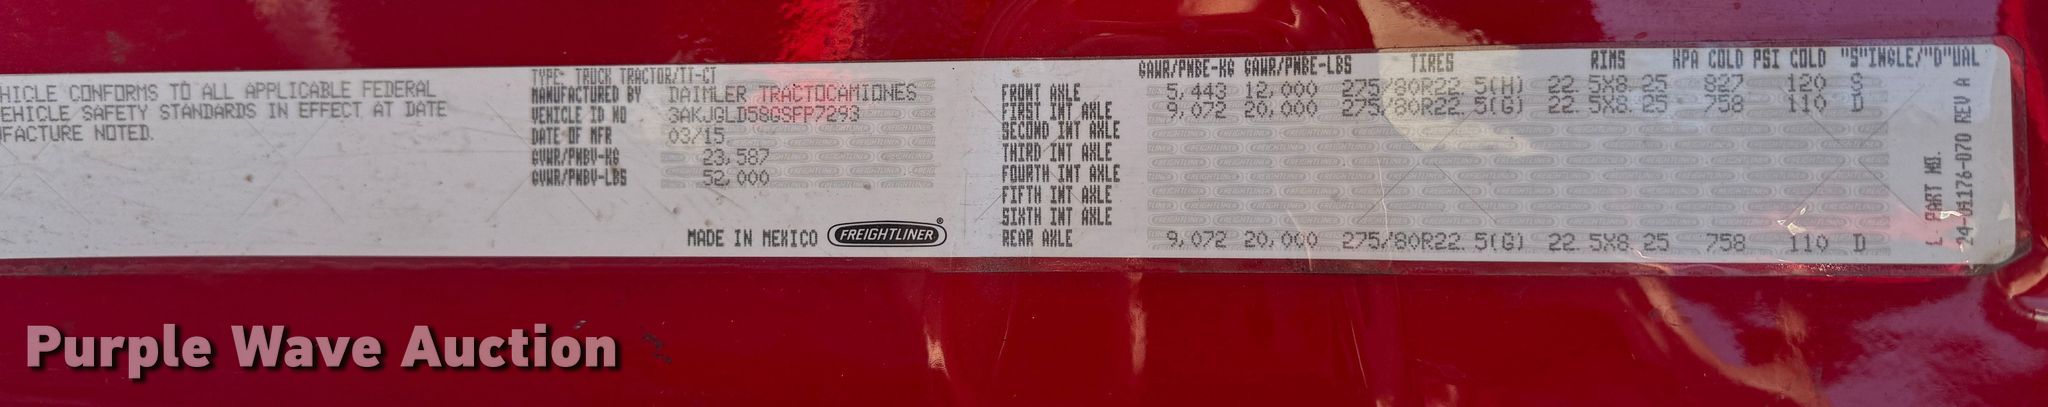 HICLE CONFORMS TO ALL APPLICABLE FEDERAL
EHICLE SAFETY STANDARDS IN EFFECT AT DATE
FACTURE NOTED.
TYPE: TRUCK TRACTOR/TT-CT
MANUFACTURED BY DAIMLER TRACTOCAMIONES
VEHICLE ID NO 3AKJGLD58GSFP7293
DATE OF MFR 03/15
GVWR/PNBV-KG 23,587
GVWR/PNBV-LBS 52,000
MADE IN MEXICO FREIGHTLINER®
GAWR/PMBE-KG GAWR/PMBE-LBS TIRES RIMS KPA COLD PSI COLD "S"INGLE/"D"UAL
FRONT AXLE 5,443 12,000 275/80R22.5(H) 22.5X8.25 827 120 S
FIRST INT AXLE 9,072 20,000 275/80R22.5(G) 22.5X8.25 758 110 D
SECOND INT AXLE
THIRD INT AXLE
FOURTH INT AXLE
FIFTH INT AXLE
SIXTH INT AXLE
REAR AXLE 9,072 20,000 275/80R22.5(G) 22.5X8.25 758 110 D
PART NO.
24-01176-070 REV A
Purple Wave Auction